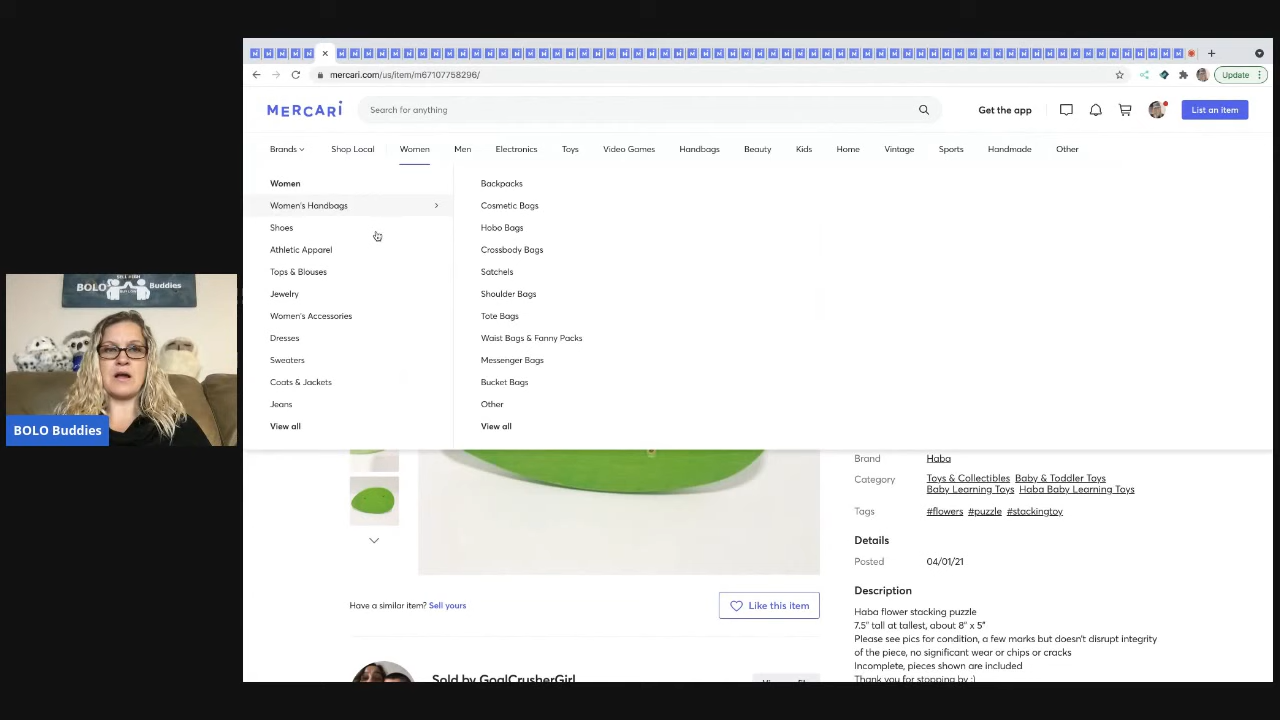 mercari.com/us/item/m67107758296/
Update
MERCARI
Search for anything
Get the app
List an item
Brands
Shop Local
Women
Men
Electronics
Toys
Video Games
Handbags
Beauty
Kids
Home
Vintage
Sports
Handmade
Other
Women
Women's Handbags
Shoes
Athletic Apparel
Tops & Blouses
Jewelry
Women's Accessories
Dresses
Sweaters
Coats & Jackets
Jeans
View all
Backpacks
Cosmetic Bags
Hobo Bags
Crossbody Bags
Satchels
Shoulder Bags
Tote Bags
Waist Bags & Fanny Packs
Messenger Bags
Bucket Bags
Other
View all
BOLO Buddies
BOLO Buddies
Brand Haba
Category Toys & Collectibles Baby & Toddler Toys
Baby Learning Toys Haba Baby Learning Toys
Tags #flowers #puzzle #stackingtoy
Details
Posted 04/01/21
Description
Haba flower stacking puzzle
7.5" tall at tallest, about 8" x 5"
Please see pics for condition, a few marks but doesn't disrupt integrity
of the piece, no significant wear or chips or cracks
Incomplete, pieces shown are included
Thank you for stopping by :)
Have a similar item? Sell yours
Like this item
Sold by GoalCrusherGirl